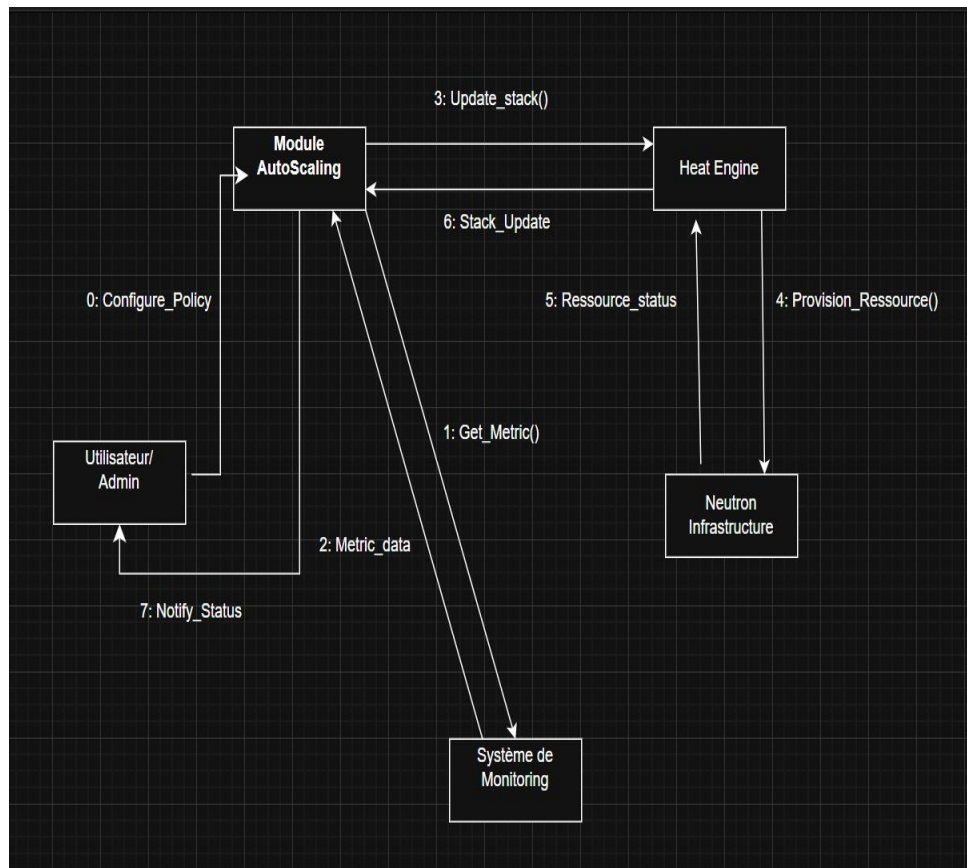 3: Update_stack()
Module
AutoScaling
Heat Engine
6: Stack_Update
0: Configure_Policy
5: Ressource_status
4: Provision_Ressource()
1: Get_Metric()
Utilisateur/
Admin
Neutron
Infrastructure
2: Metric_data
7: Notify_Status
Système de
Monitoring